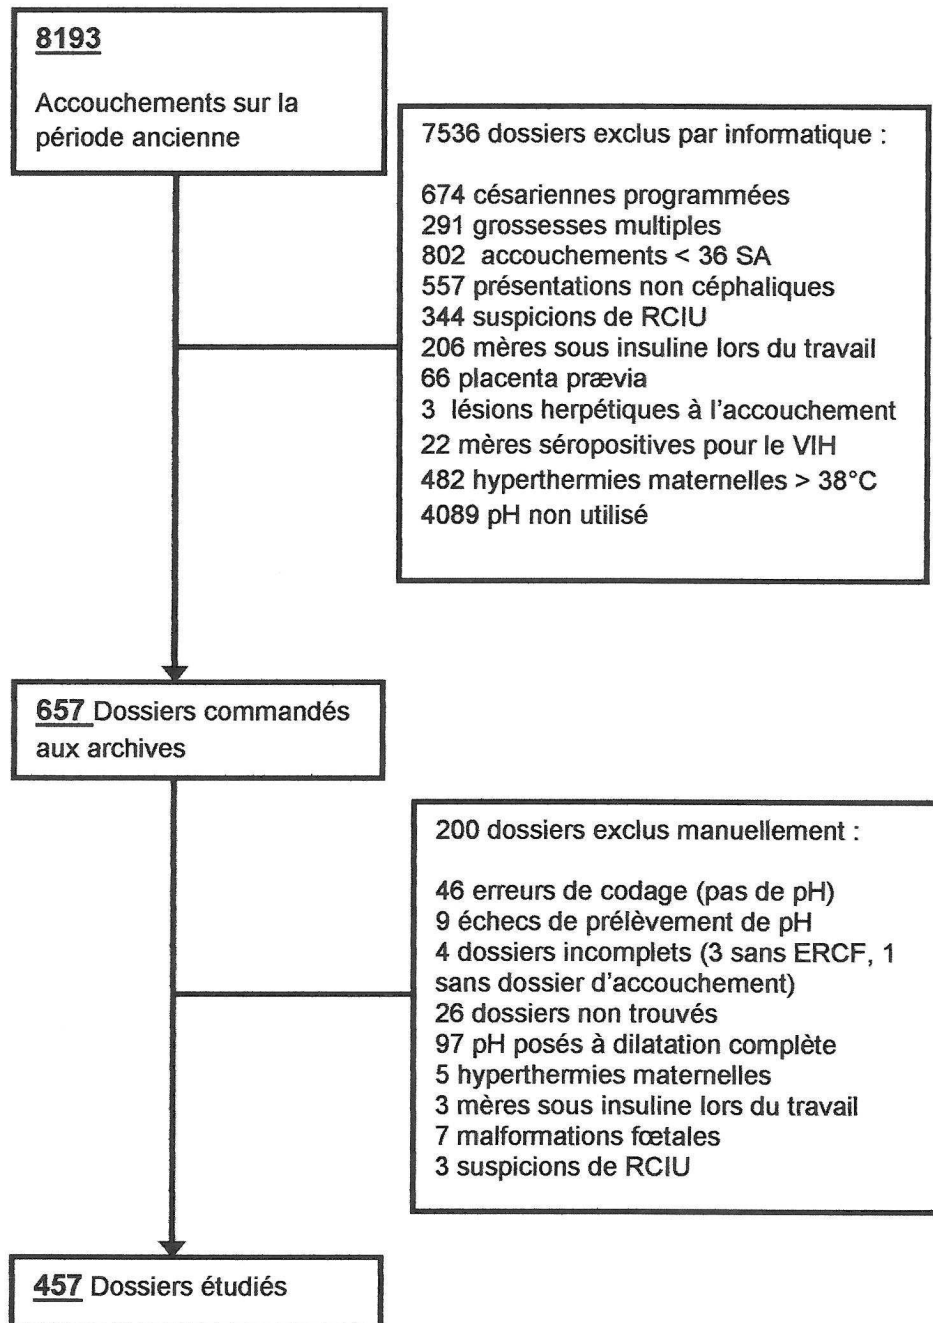 8193
Accouchements sur la
période ancienne
7536 dossiers exclus par informatique :
674 césariennes programmées
291 grossesses multiples
802 accouchements < 36 SA
557 présentations non céphaliques
344 suspicions de RCIU
206 mères sous insuline lors du travail
66 placenta prævia
3 lésions herpétiques à l'accouchement
22 mères séropositives pour le VIH
482 hyperthermies maternelles > 38°C
4089 pH non utilisé
657 Dossiers commandés
aux archives
200 dossiers exclus manuellement :
46 erreurs de codage (pas de pH)
9 échecs de prélèvement de pH
4 dossiers incomplets (3 sans ERCF, 1
sans dossier d'accouchement)
26 dossiers non trouvés
97 pH posés à dilatation complète
5 hyperthermies maternelles
3 mères sous insuline lors du travail
7 malformations fœtales
3 suspicions de RCIU
457 Dossiers étudiés